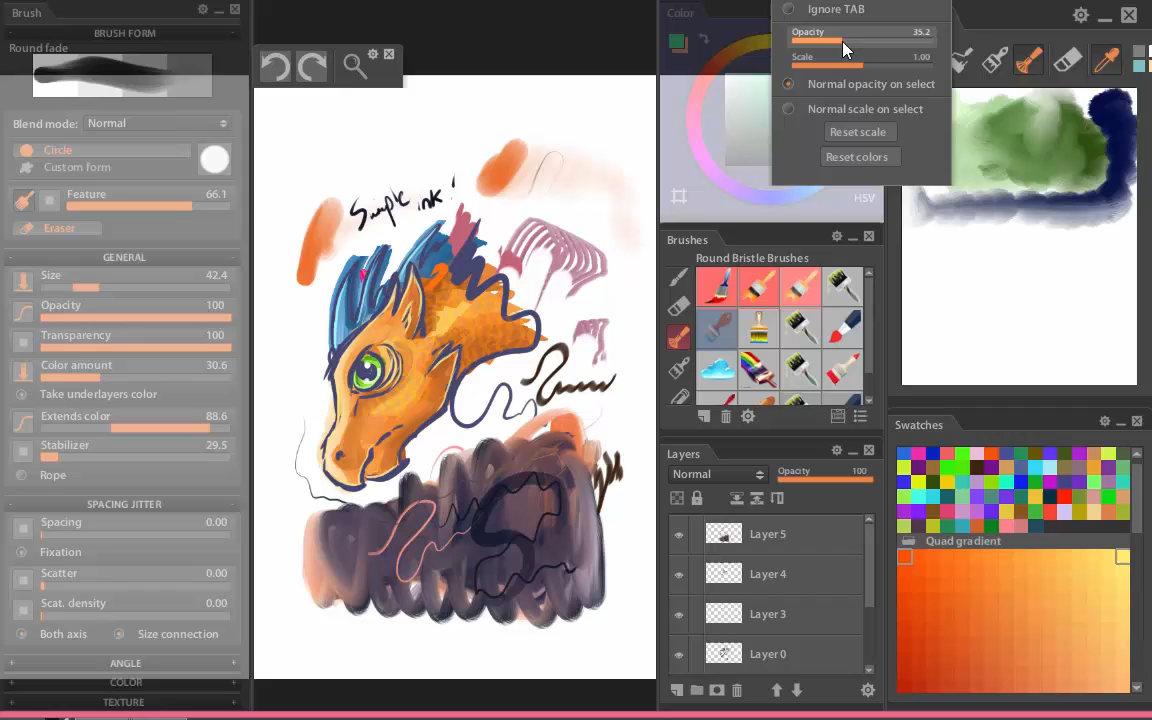 Brush
BRUSH FORM
Round fade
Blend mode: Normal
Circle
Custom form
Feature 66.1
Eraser
GENERAL
Size 42.4
Opacity 100
Transparency 100
Color amount 30.6
Take underlayers color
Extends color 88.6
Stabilizer 29.5
Rope
SPACING JITTER
Spacing 0.00
Fixation
Scatter 0.00
Scat. density 0.00
Both axis Size connection
ANGLE
COLOR
TEXTURE
Simple ink!
Color
HSV
Ignore TAB
Opacity 35.2
Scale 1.00
Normal opacity on select
Normal scale on select
Reset scale
Reset colors
Brushes
Round Bristle Brushes
Layers
Normal Opacity 100
Layer 5
Layer 4
Layer 3
Layer 0
Swatches
Quad gradient